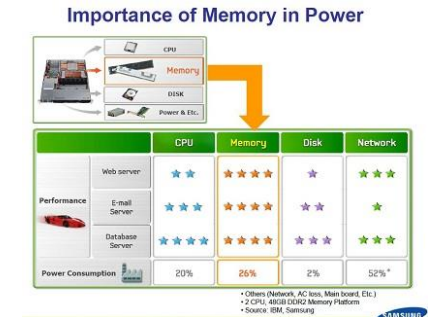 Importance of Memory in Power
CPU
Memory
DISK
Power & Etc.
CPU Memory Disk Network
Performance
Web server
E-mail
Server
Database
Server
Power Consumption 20% 26% 2% 52%*
• Others (Network, AC loss, Main board, Etc.)
• 2 CPU, 48GB DDR2 Memory Platform
• Source: IBM, Samsung
SAMSUNG